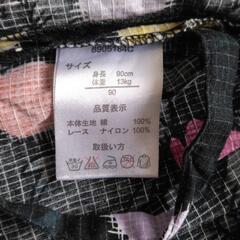 8905184C
サイズ
身長 90cm
体重 13kg
90
品質表示
本体生地 綿 100%
レース ナイロン 100%
取扱い方